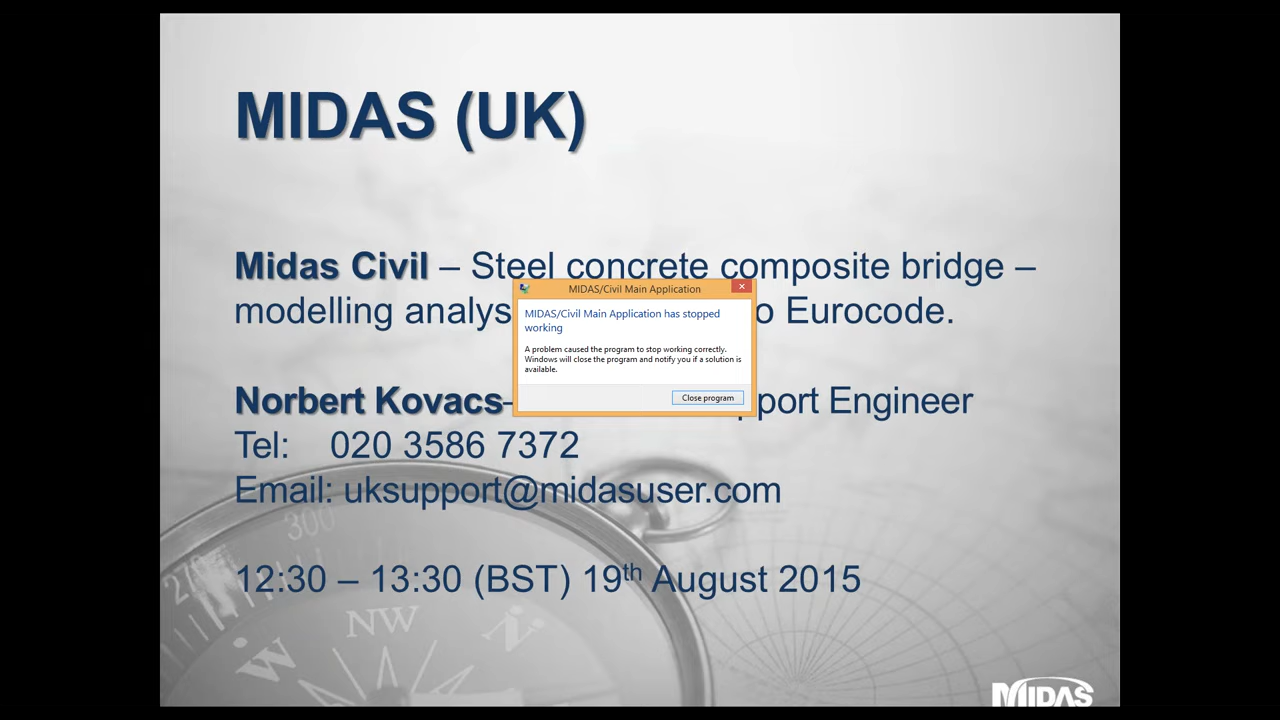 MIDAS (UK)
Midas Civil – Steel concrete composite bridge –
modelling analys
o Eurocode.
MIDAS/Civil Main Application
MIDAS/Civil Main Application has stopped
working
A problem caused the program to stop working correctly.
Windows will close the program and notify you if a solution is
available.
Close program
Norbert Kovacs–
pport Engineer
Tel: 020 3586 7372
Email: uksupport@midasuser.com
12:30 – 13:30 (BST) 19th August 2015
300
W
NW
N
MIDAS